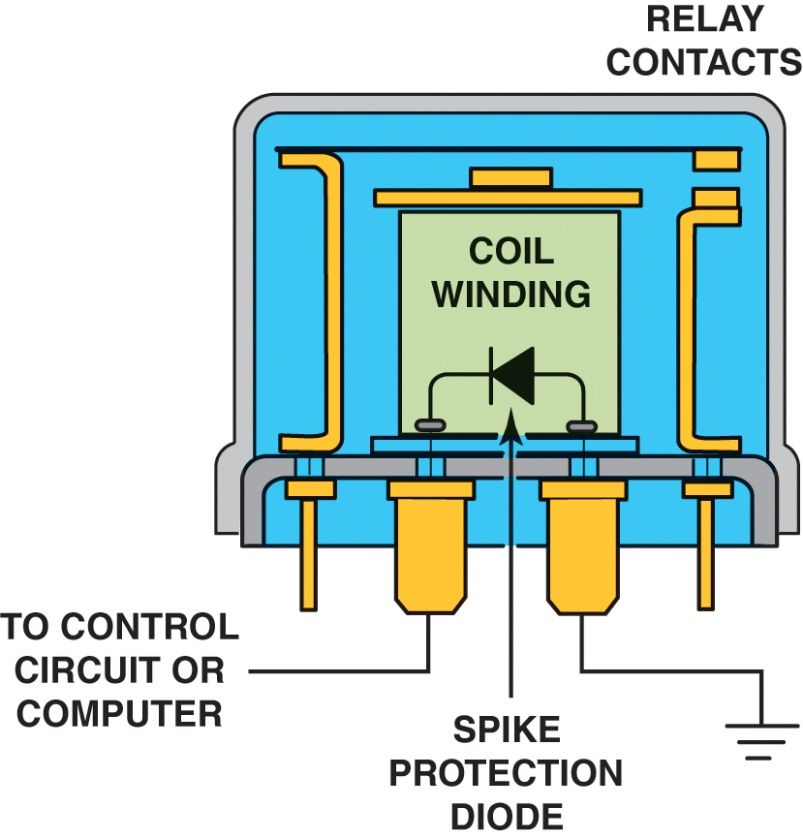 RELAY
CONTACTS
COIL
WINDING
TO CONTROL
CIRCUIT OR
COMPUTER
SPIKE
PROTECTION
DIODE